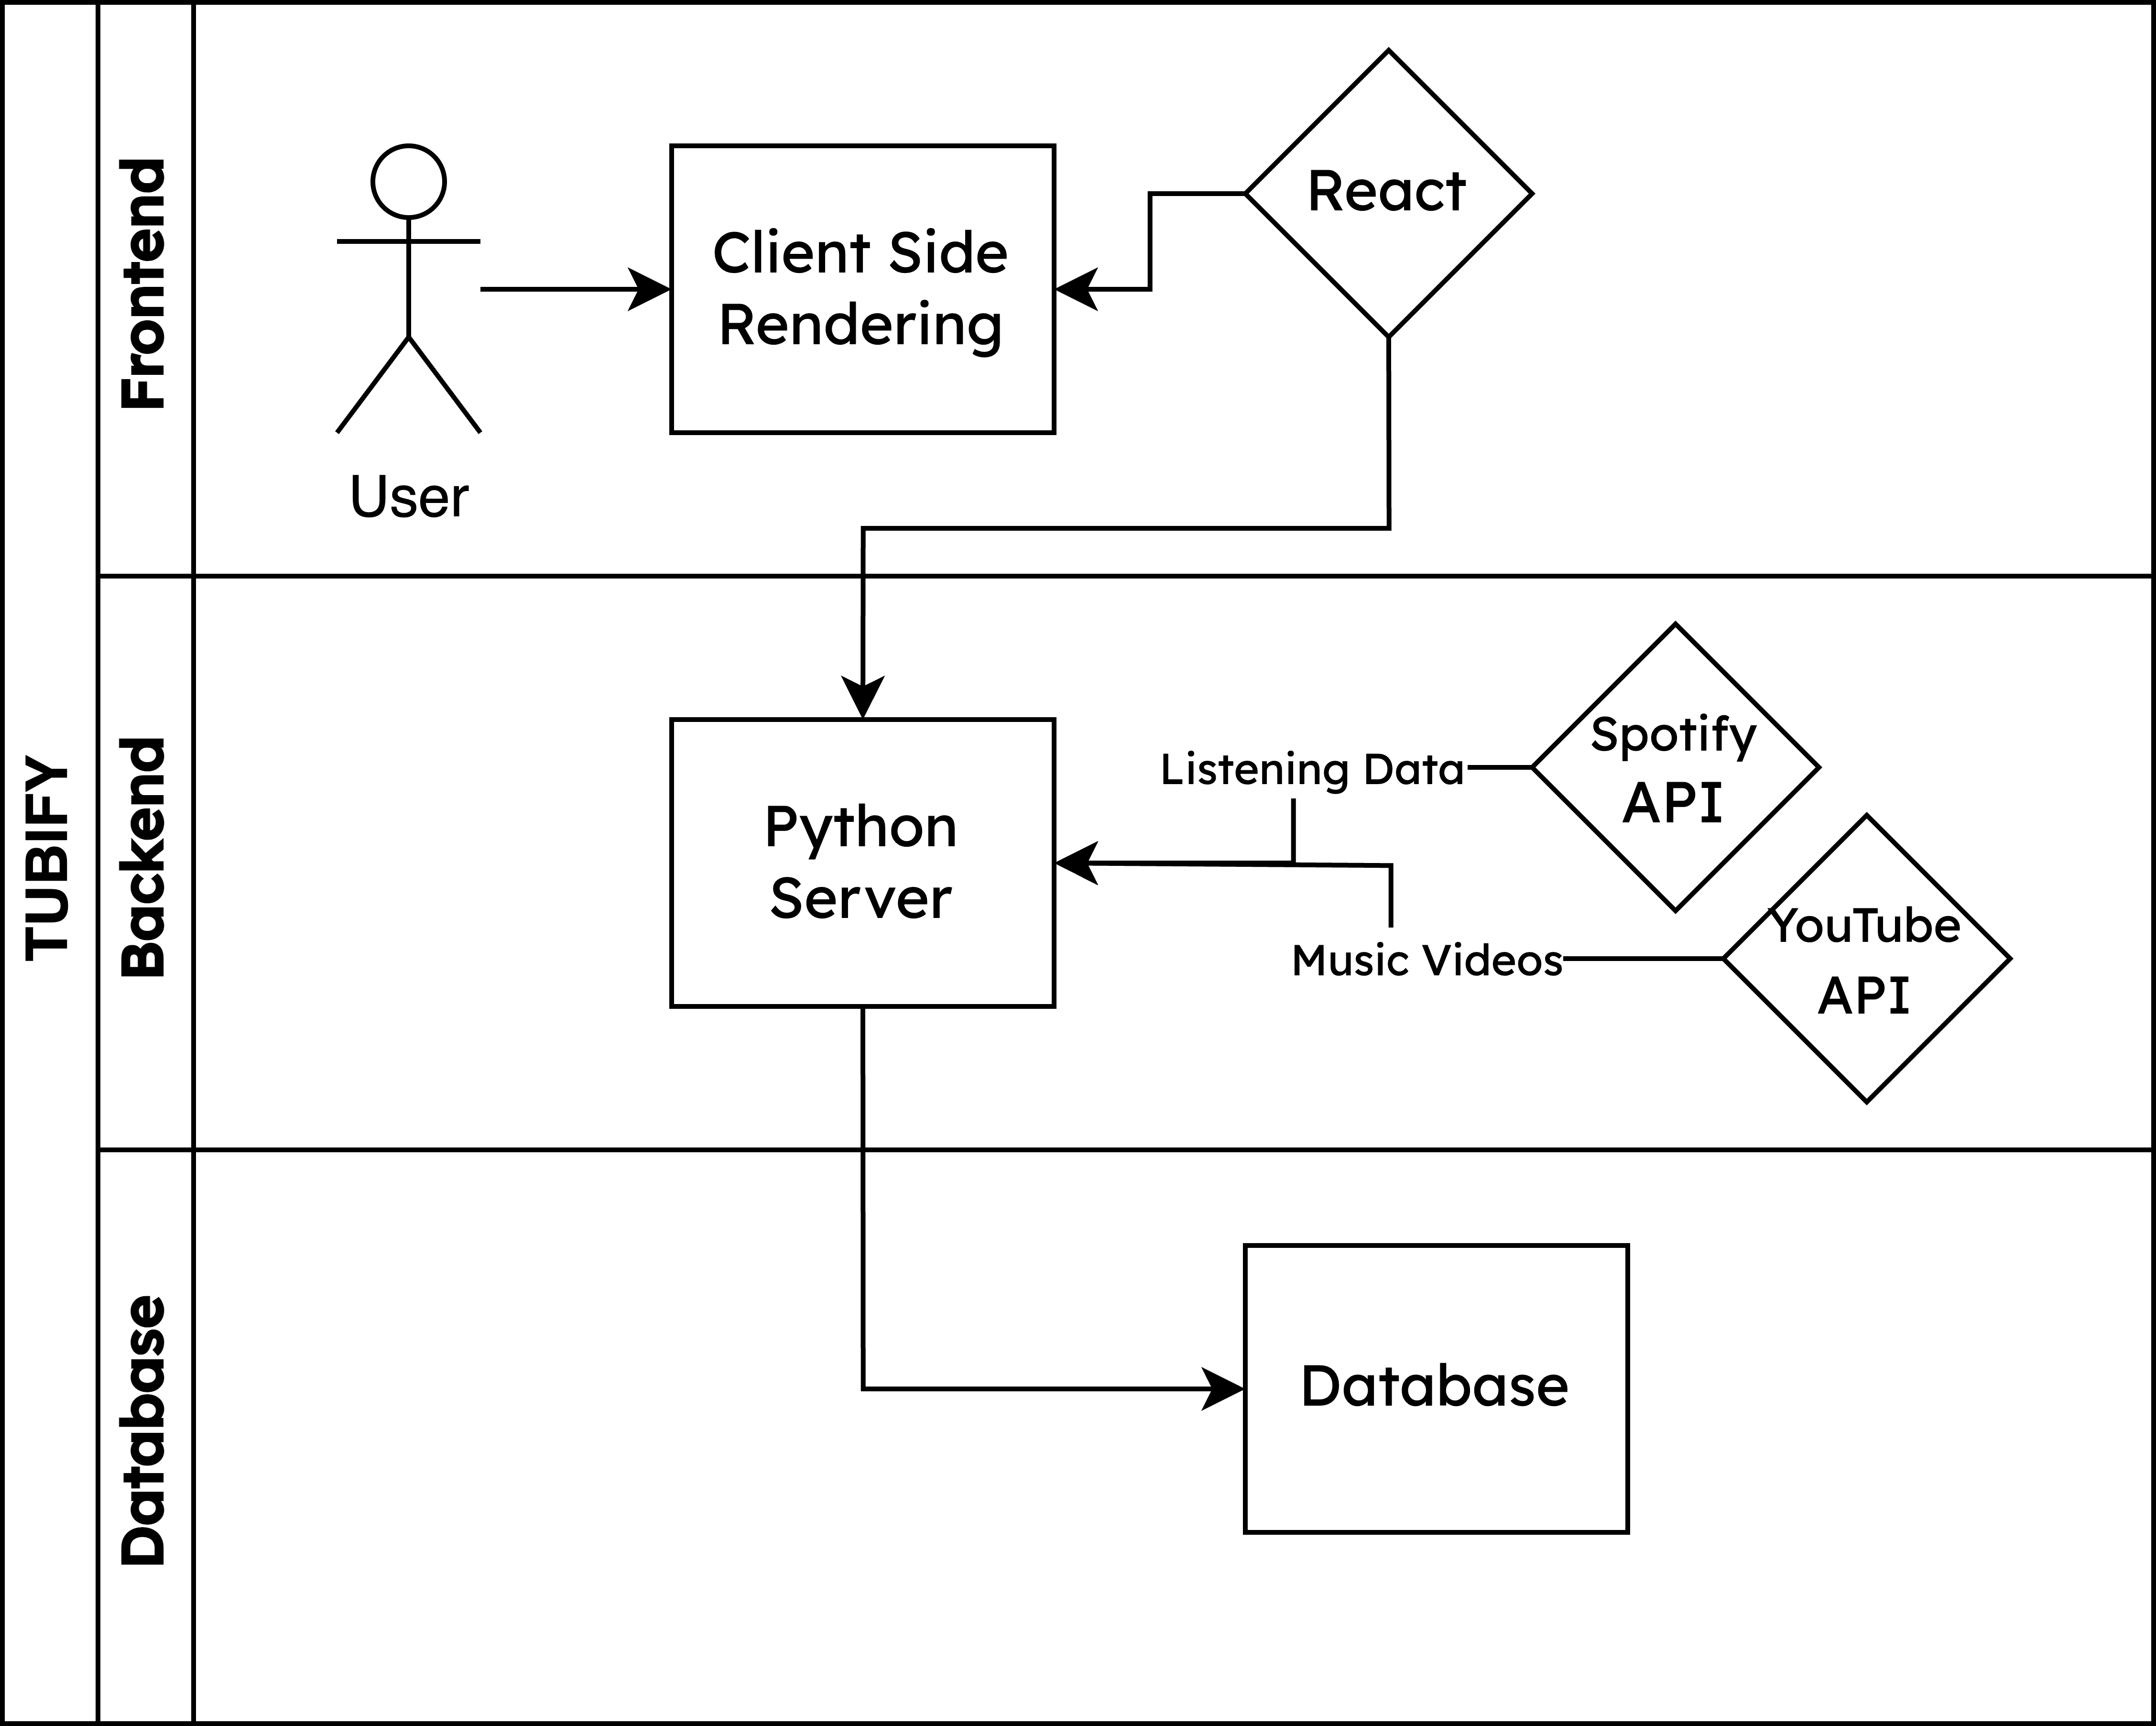 TUBIFY
Frontend
User
Client Side
Rendering
React
Backend
Python
Server
Listening Data
Spotify
API
Music Videos
YouTube
API
Database
Database